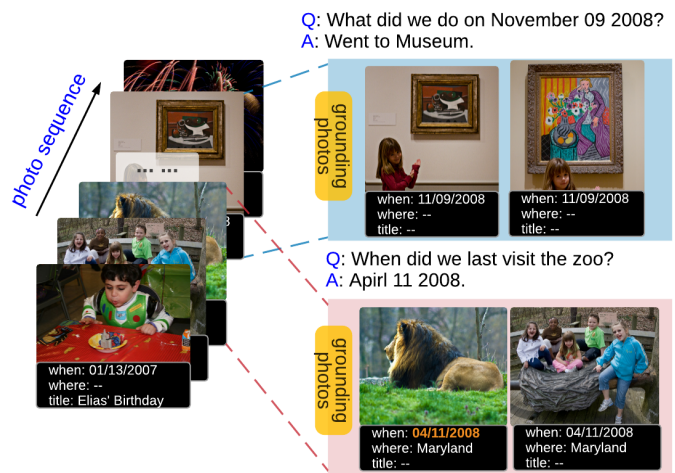 Q: What did we do on November 09 2008?
A: Went to Museum.
photo sequence
... ...
8
when: 01/13/2007
where: --
title: Elias' Birthday
grounding
photos
when: 11/09/2008
where: --
title: --
when: 11/09/2008
where: --
title: --
Q: When did we last visit the zoo?
A: Apirl 11 2008.
grounding
photos
when: 04/11/2008
where: Maryland
title: --
when: 04/11/2008
where: Maryland
title: --